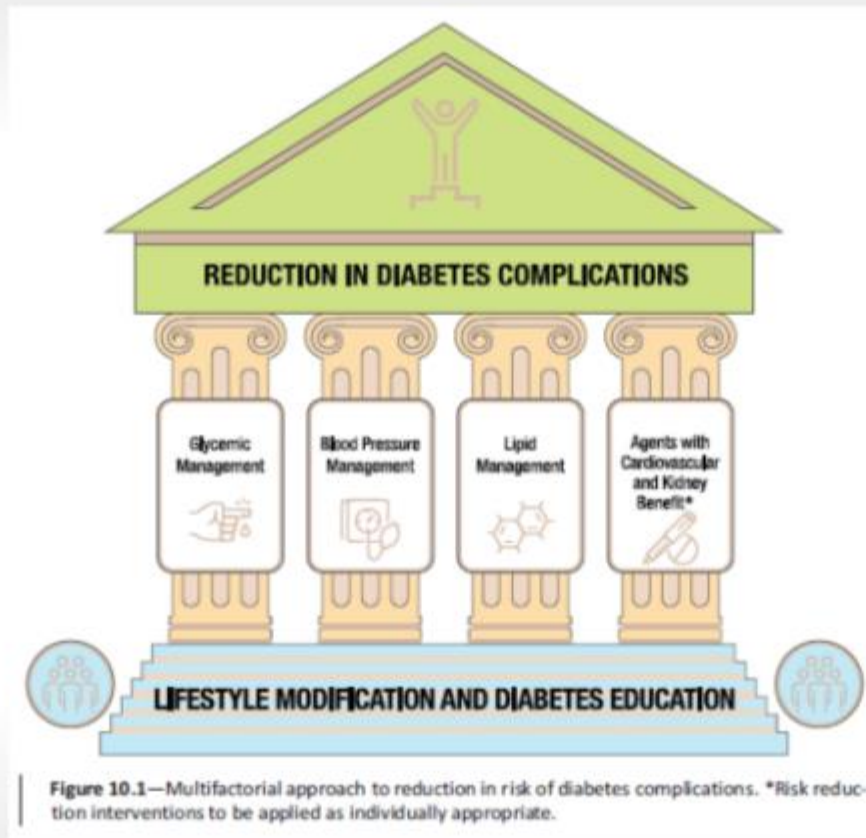 REDUCTION IN DIABETES COMPLICATIONS
Glycemic
Management
Blood Pressure
Management
Lipid
Management
Agents with
Cardiovascular
and Kidney
Benefit*
LIFESTYLE MODIFICATION AND DIABETES EDUCATION
Figure 10.1—Multifactorial approach to reduction in risk of diabetes complications. *Risk reduc-
tion interventions to be applied as individually appropriate.